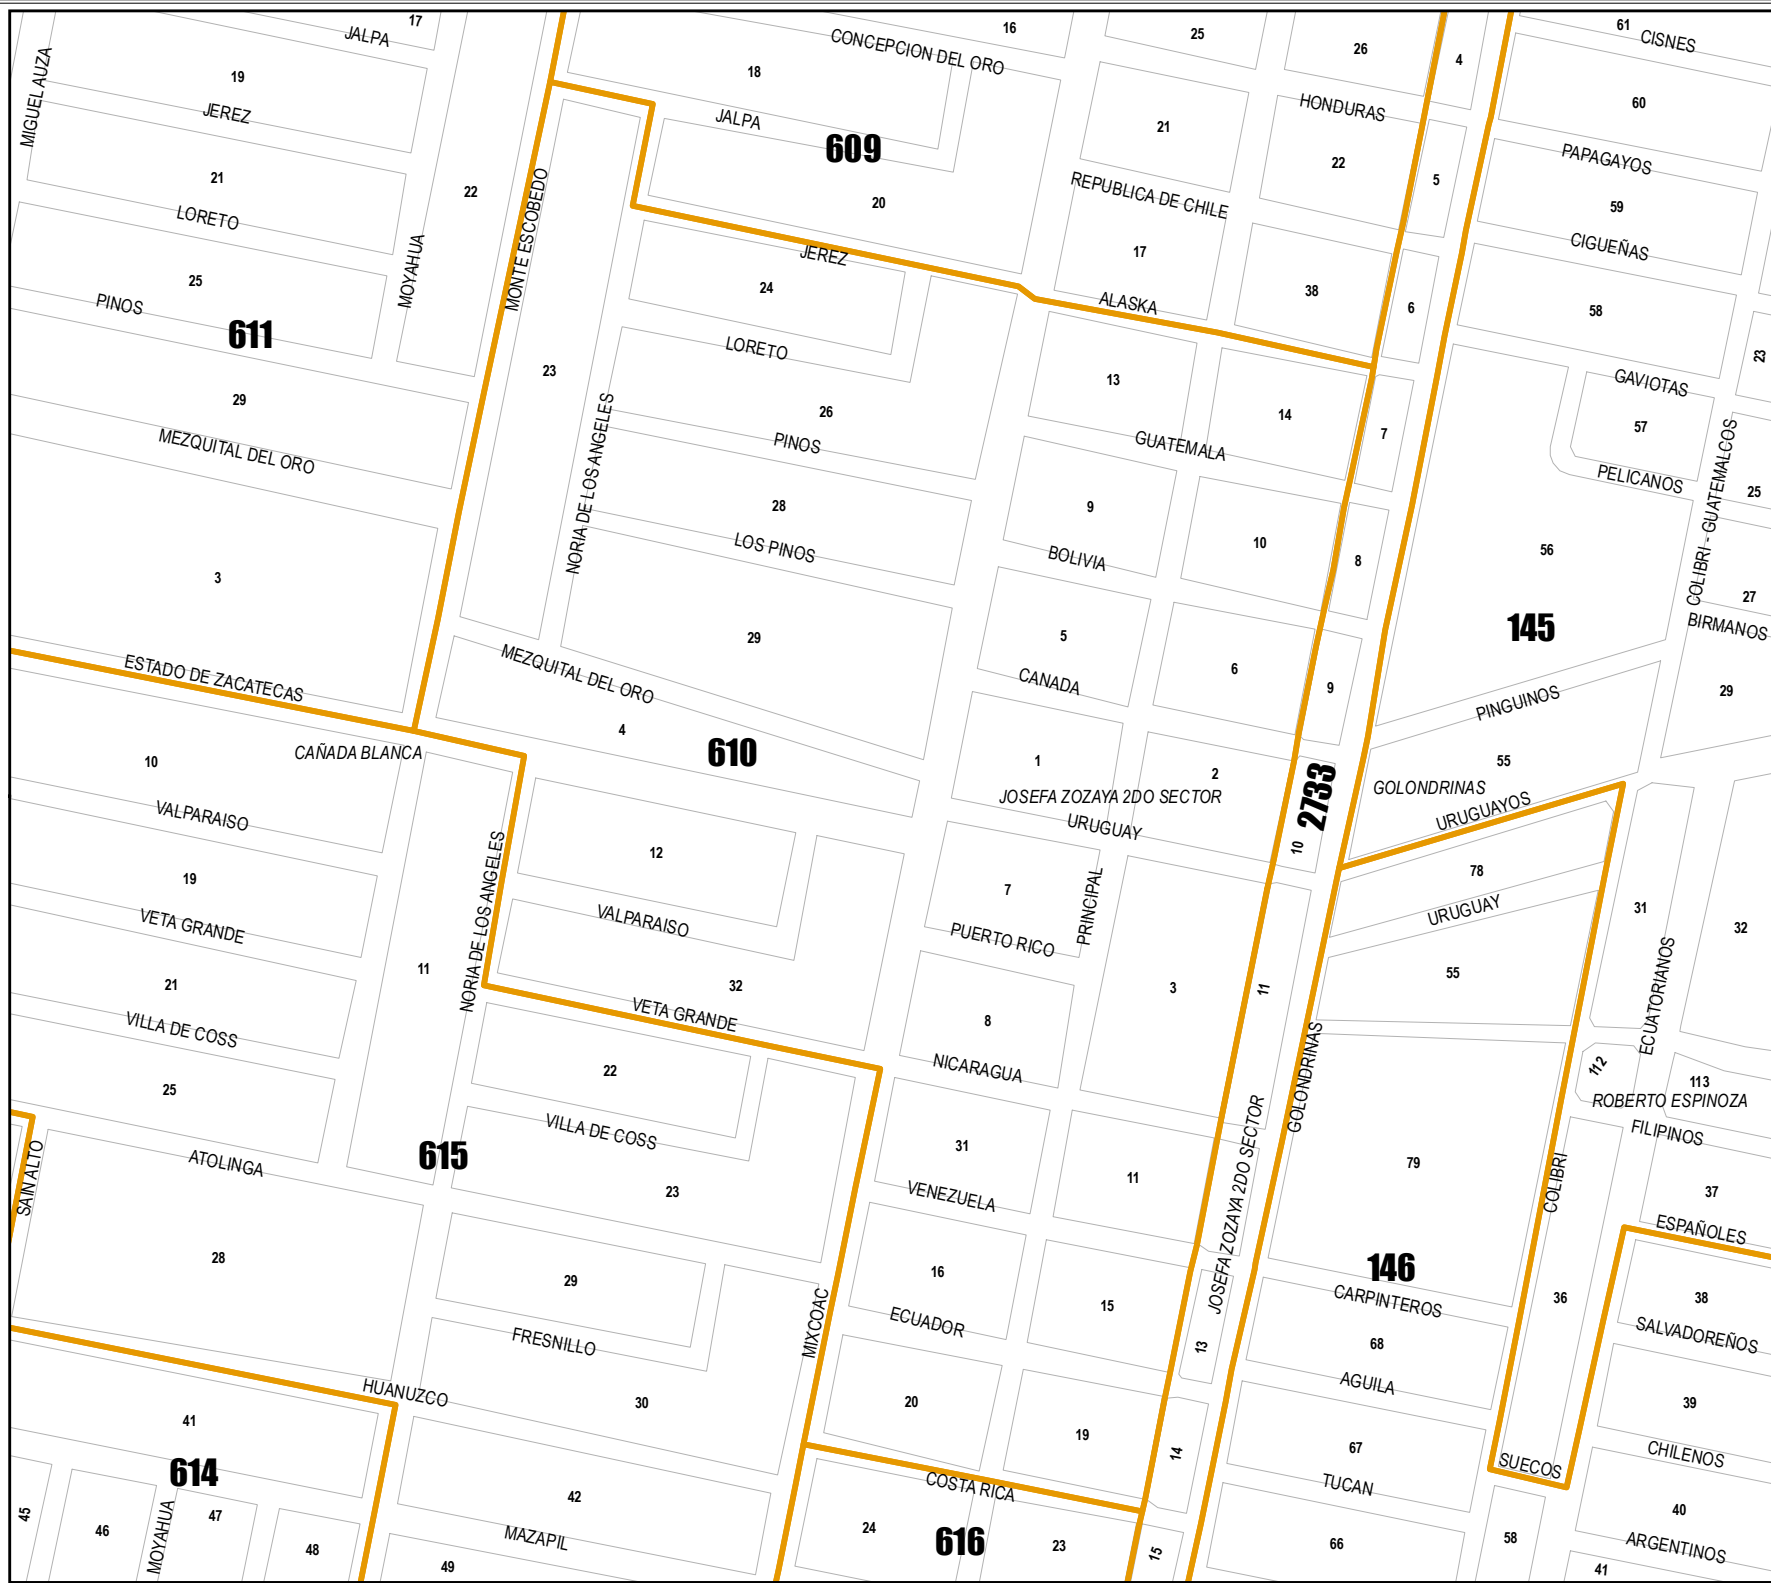 17
JALPA
16
25
61
CISNES
CONCEPCION DEL ORO
26
4
MIGUEL AUZA
19
18
60
JEREZ
JALPA
609
21
HONDURAS
22
PAPAGAYOS
5
21
22
LORETO
MONTE ESCOBEDO
20
REPUBLICA DE CHILE
59
CIGUEÑAS
MOYAHUA
25
JEREZ
24
17
38
6
58
PINOS
611
ALASKA
LORETO
23
23
13
14
GAVIOTAS
29
26
7
57
MEZQUITAL DEL ORO
NORIA DE LOS ANGELES
PINOS
GUATEMALA
PELICANOS
COLIBRI - GUATEMALCOS
25
28
9
10
LOS PINOS
BOLIVIA
8
56
3
27
145
BIRMANOS
29
5
6
9
29
MEZQUITAL DEL ORO
CANADA
ESTADO DE ZACATECAS
PINGUINOS
4
610
CAÑADA BLANCA
10
1
2
55
2733
JOSEFA ZOZAYA 2DO SECTOR
GOLONDRINAS
VALPARAISO
URUGUAY
URUGUAYOS
12
10
NORIA DE LOS ANGELES
19
7
78
VETA GRANDE
VALPARAISO
PRINCIPAL
PUERTO RICO
URUGUAY
31
32
11
21
32
3
11
55
VETA GRANDE
ECUATORIANOS
VILLA DE COSS
8
NICARAGUA
GOLONDRINAS
22
112
113
25
ROBERTO ESPINOZA
VILLA DE COSS
JOSEFA ZOZAYA 2DO SECTOR
FILIPINOS
615
31
11
79
COLIBRI
ATOLINGA
SAIN ALTO
23
VENEZUELA
37
ESPAÑOLES
28
29
16
15
146
36
38
CARPINTEROS
ECUADOR
FRESNILLO
MIXCOAC
13
68
SALVADOREÑOS
AGUILA
HUANUZCO
30
20
19
39
41
14
67
CHILENOS
614
SUECOS
COSTA RICA
TUCAN
42
40
45
46
MOYAHUA
47
48
MAZAPIL
24
616
23
15
66
58
ARGENTINOS
49
41